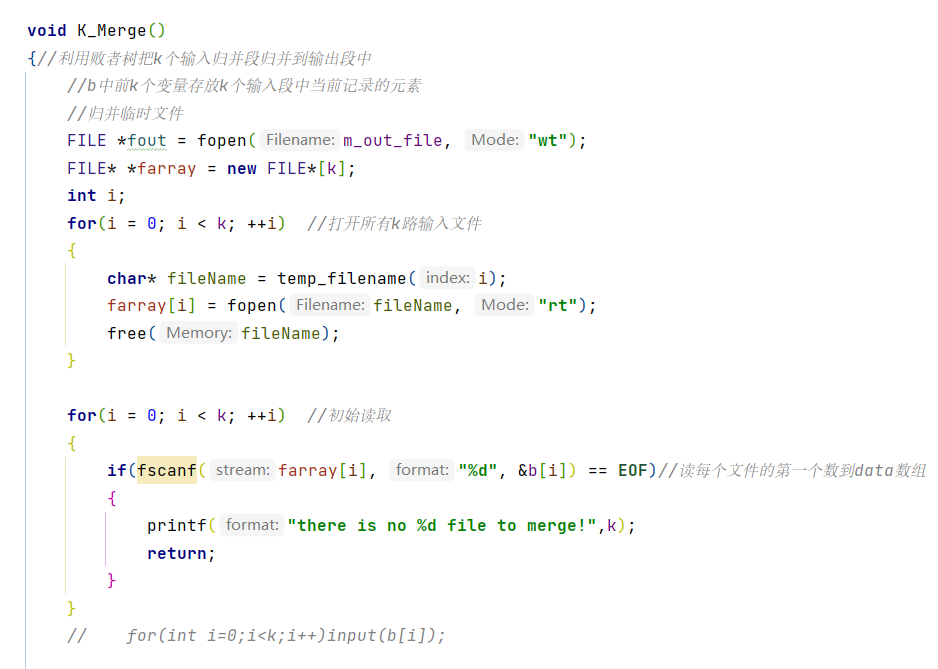 void K_Merge()
{//利用败者树把k个输入归并段归并到输出段中
//b中前k个变量存放k个输入段中当前记录的元素
//归并临时文件
FILE *fout = fopen( Filename: m_out_file, Mode: "wt");
FILE* *farray = new FILE*[k];
int i;
for(i = 0; i < k; ++i) //打开所有k路输入文件
{
char* fileName = temp_filename( index: i);
farray[i] = fopen( Filename: fileName, Mode: "rt");
free( Memory: fileName);
}
for(i = 0; i < k; ++i) //初始读取
{
if(fscanf( stream: farray[i], format: "%d", &b[i]) == EOF)//读每个文件的第一个数到data数组
{
printf( format: "there is no %d file to merge!",k);
return;
}
}
// for(int i=0;i<k;i++)input(b[i]);